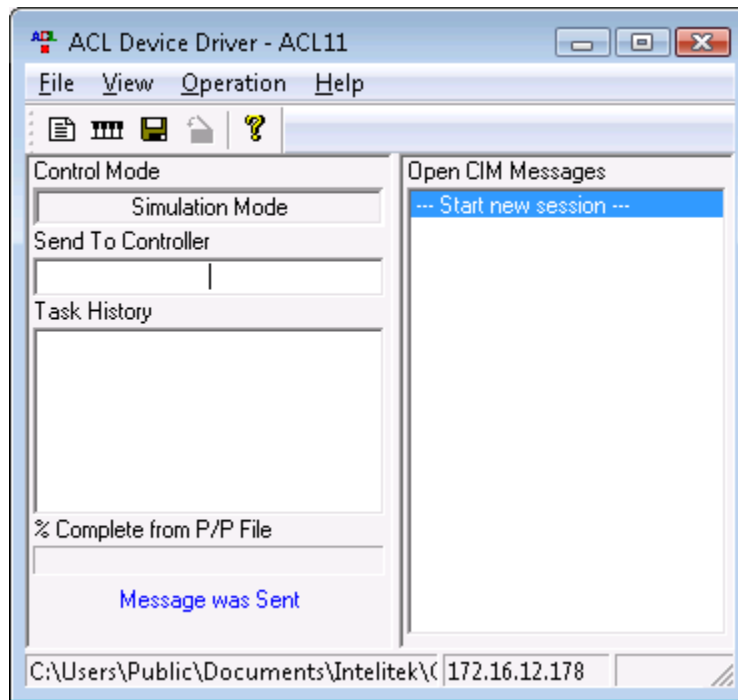 ACL Device Driver - ACL11
File View Operation Help
Control Mode
Simulation Mode
Send To Controller
Task History
% Complete from P/P File
Message was Sent
Open CIM Messages
--- Start new session ---
C:\Users\Public\Documents\Intelitek\ 172.16.12.178